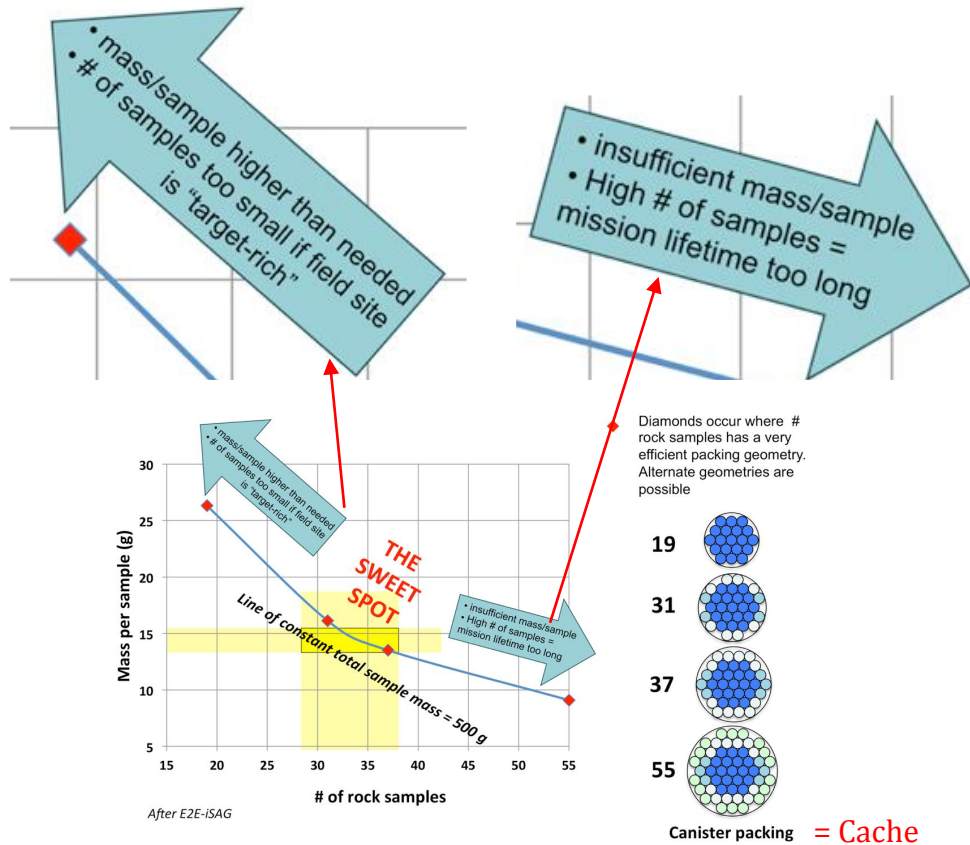 • mass/sample higher than needed
• # of samples too small if field site
is “target-rich”
• insufficient mass/sample
• High # of samples =
mission lifetime too long
Diamonds occur where #
rock samples has a very
efficient packing geometry.
Alternate geometries are
possible
• mass/sample higher than needed
• # of samples too small if field site
is “target-rich”
THE
SWEET
SPOT
Line of constant total sample mass = 500 g
• insufficient mass/sample
• High # of samples =
mission lifetime too long
Mass per sample (g)
30
25
20
15
10
5
15 20 25 30 35 40 45 50 55
# of rock samples
After E2E-iSAG
19
31
37
55
Canister packing = Cache